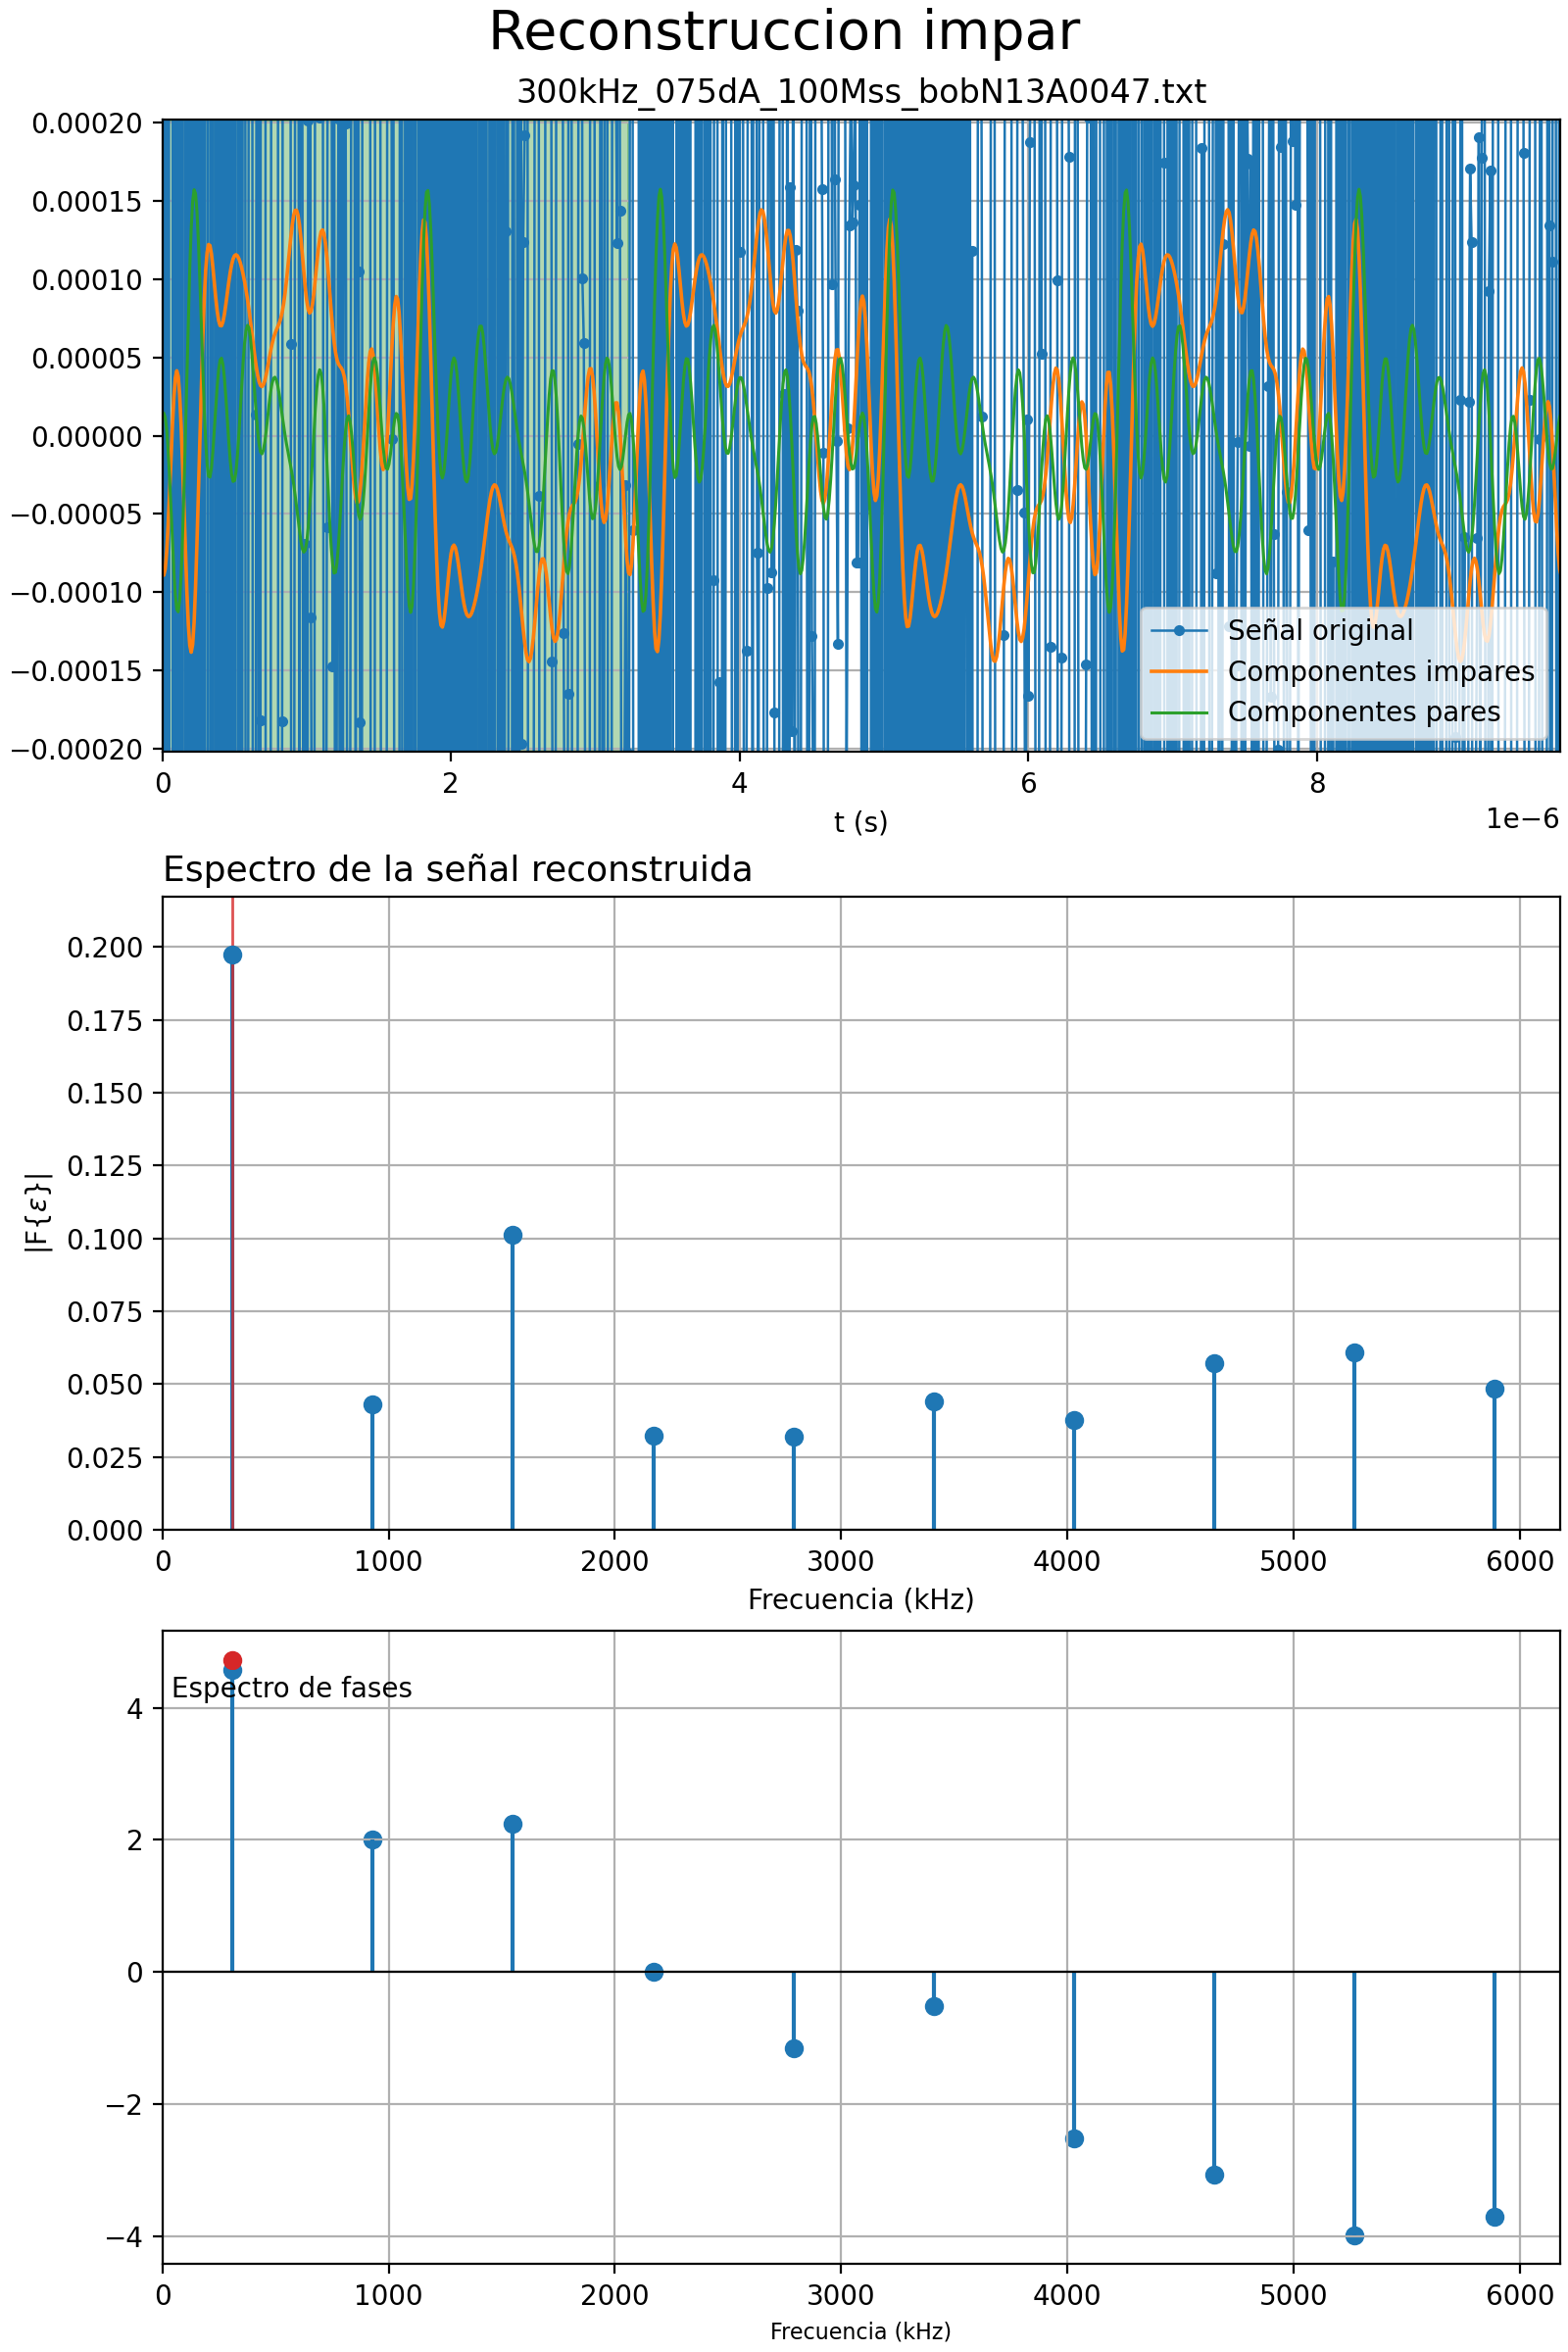 Reconstruccion impar
300kHz_075dA_100Mss_bobN13A0047.txt
0.00020
0.00015
0.00010
0.00005
0.00000
−0.00005
−0.00010
−0.00015
−0.00020
Señal original
Componentes impares
Componentes pares
0 2 4 6 8
1e−6
t (s)
Espectro de la señal reconstruida
0.200
0.175
0.150
0.125
0.100
0.075
0.050
0.025
0.000
|F{ε}|
0 1000 2000 3000 4000 5000 6000
Frecuencia (kHz)
Espectro de fases
4
2
0
−2
−4
0 1000 2000 3000 4000 5000 6000
Frecuencia (kHz)